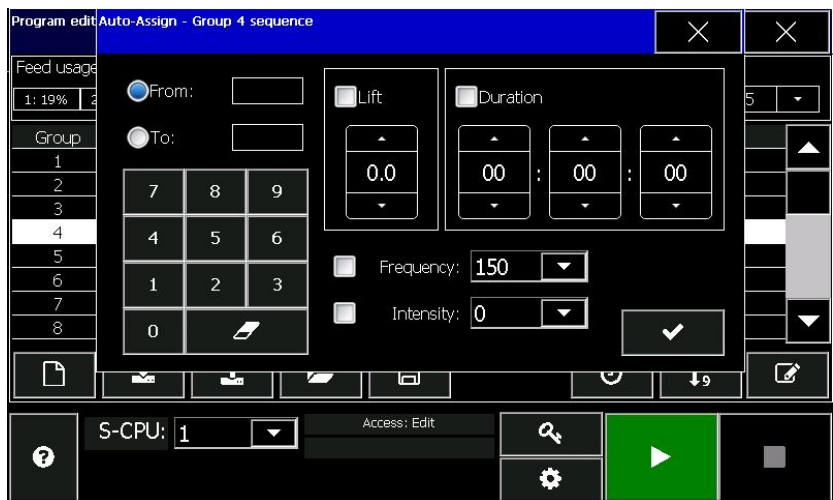 Program edit
Auto-Assign - Group 4 sequence
Feed usage
1: 19%
2
5
Group
1
2
3
4
5
6
7
8
From:
To:
7 8 9
4 5 6
1 2 3
0
Lift
0.0
Duration
00 : 00 : 00
Frequency: 150
Intensity: 0
9
S-CPU: 1
Access: Edit
?